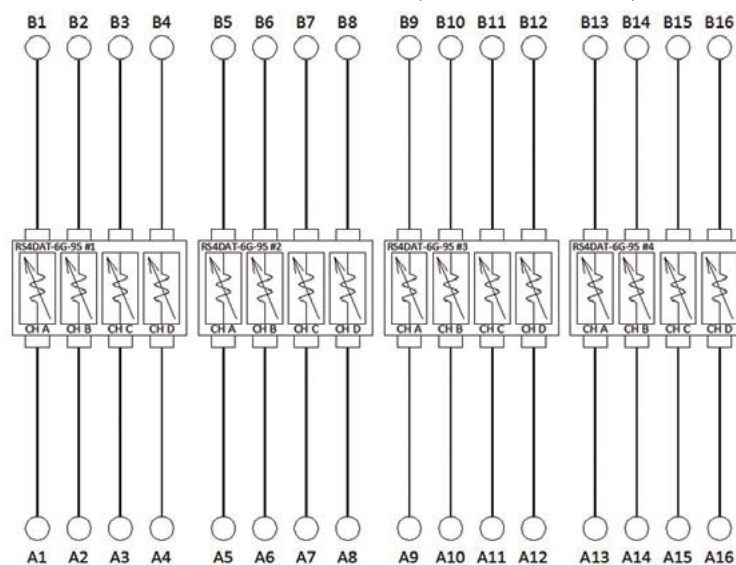 B1 B2 B3 B4 B5 B6 B7 B8 B9 B10 B11 B12 B13 B14 B15 B16
RS4DAT-6G-95 #1 RS4DAT-6G-95 #2 RS4DAT-6G-95 #3 RS4DAT-6G-95 #4
CH A CH B CH C CH D CH A CH B CH C CH D CH A CH B CH C CH D CH A CH B CH C CH D
A1 A2 A3 A4 A5 A6 A7 A8 A9 A10 A11 A12 A13 A14 A15 A16